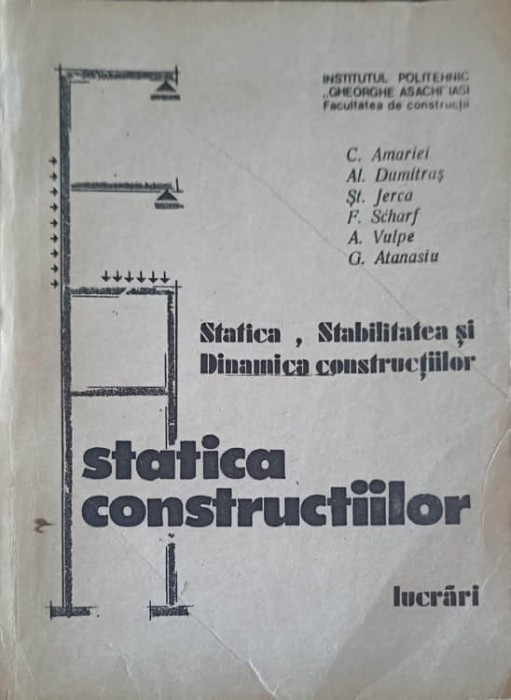 INSTITUTUL POLITEHNIC
„GHEORGHE ASACHI" IASI
Facultatea de construcții
C. Amariei
Al. Dumitraș
Șt. Jerca
F. Scharf
A. Vulpe
G. Atanasiu
Statica , Stabilitatea și
Dinamica construcțiilor
statica
constructiilor
lucrări